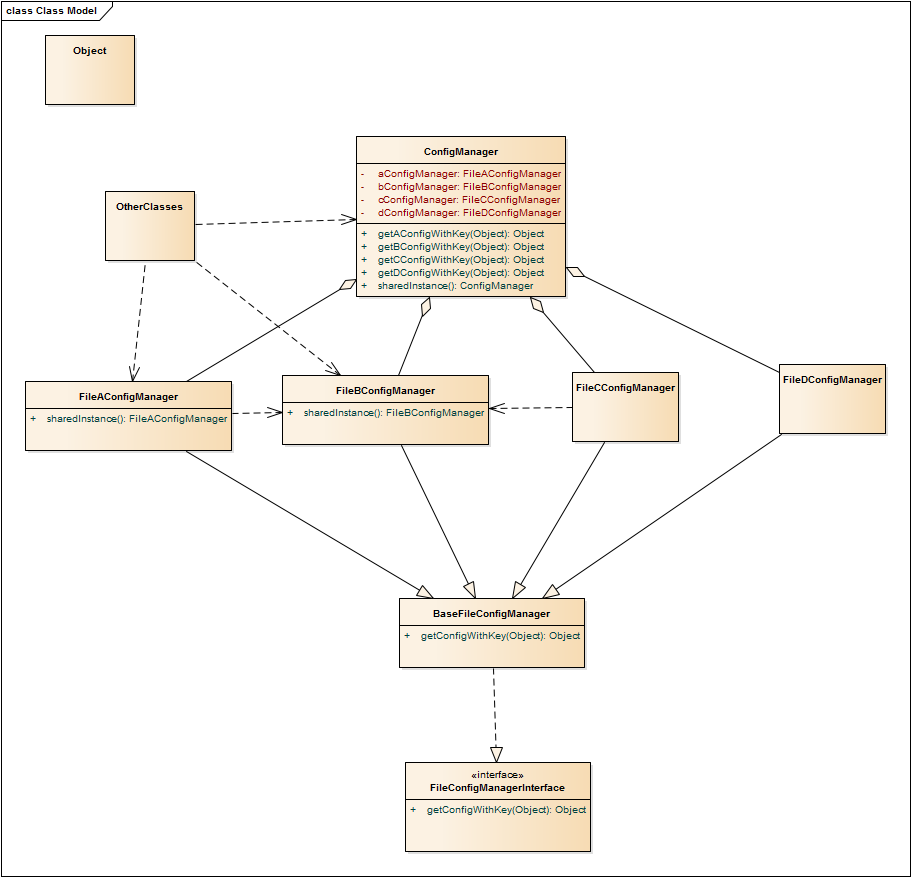 class Class Model
Object
ConfigManager
- aConfigManager: FileAConfigManager
- bConfigManager: FileBConfigManager
- cConfigManager: FileCConfigManager
- dConfigManager: FileDConfigManager
+ getAConfigWithKey(Object): Object
+ getBConfigWithKey(Object): Object
+ getCConfigWithKey(Object): Object
+ getDConfigWithKey(Object): Object
+ sharedInstance(): ConfigManager
OtherClasses
FileAConfigManager
+ sharedInstance(): FileAConfigManager
FileBConfigManager
+ sharedInstance(): FileBConfigManager
FileCConfigManager
FileDConfigManager
BaseFileConfigManager
+ getConfigWithKey(Object): Object
«interface»
FileConfigManagerInterface
+ getConfigWithKey(Object): Object